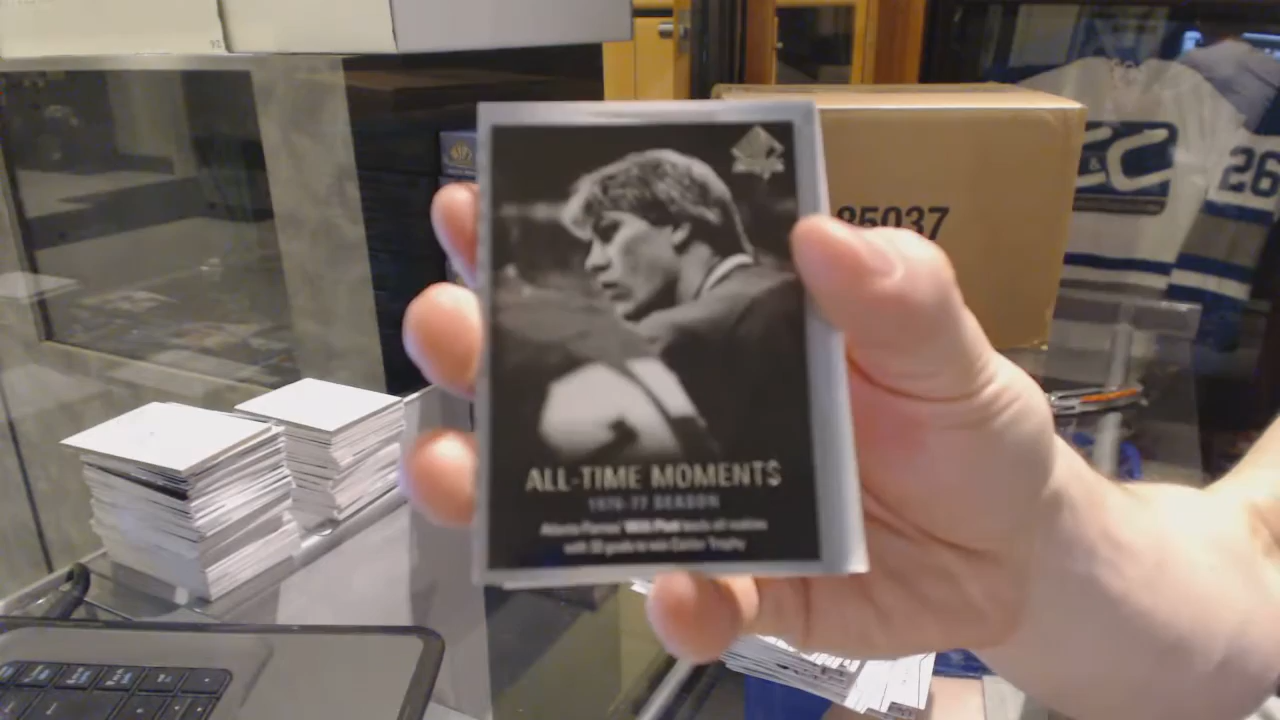 92
85037
C
26
ALL-TIME MOMENTS
1976-77 SEASON
Atlanta Flames' Willi Plett leads all rookies
with 33 goals to win Calder Trophy